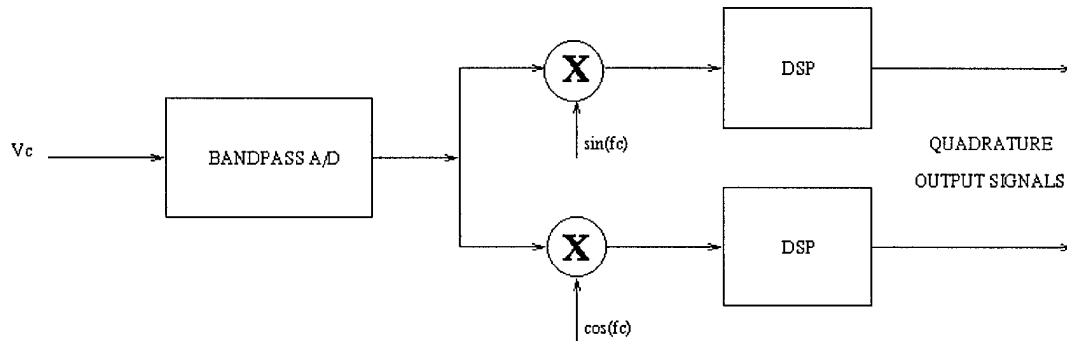 X
DSP
sin(fc)
Vc
BANDPASS A/D
QUADRATURE
OUTPUT SIGNALS
X
DSP
cos(fc)